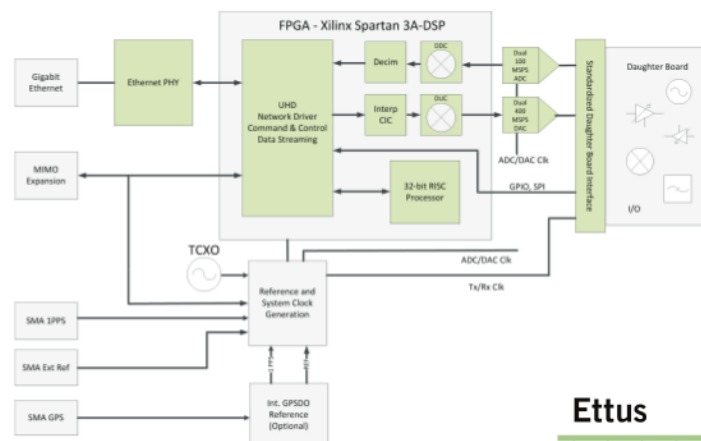 FPGA - Xilinx Spartan 3A-DSP
Gigabit
Ethernet
Ethernet PHY
UHD
Network Driver
Command & Control
Data Streaming
Decim
DDC
Dual
100
MSPS
ADC
Interp
CIC
DUC
Dual
400
MSPS
DAC
ADC/DAC Clk
Standardized Daughter Board Interface
Daughter Board
I/O
MIMO
Expansion
32-bit RISC
Processor
GPIO, SPI
TCXO
ADC/DAC Clk
Tx/Rx Clk
Reference and
System Clock
Generation
SMA 1PPS
SMA Ext Ref
1 PPS
REF
SMA GPS
Int. GPSDO
Reference
(Optional)
Ettus